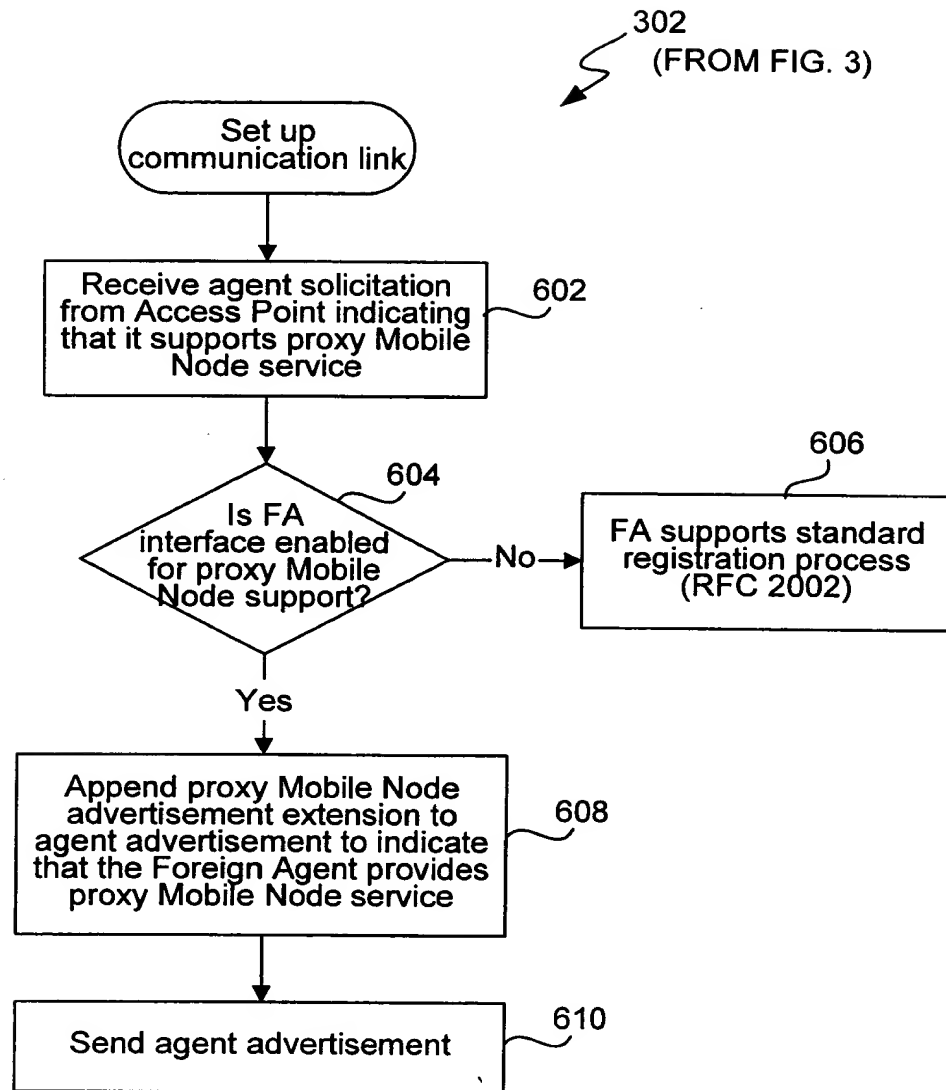 302
(FROM FIG. 3)
Set up
communication link
Receive agent solicitation
from Access Point indicating
that it supports proxy Mobile
Node service
602
604
Is FA
interface enabled
for proxy Mobile
Node support?
No
606
FA supports standard
registration process
(RFC 2002)
Yes
Append proxy Mobile Node
advertisement extension to
agent advertisement to indicate
that the Foreign Agent provides
proxy Mobile Node service
608
Send agent advertisement
610